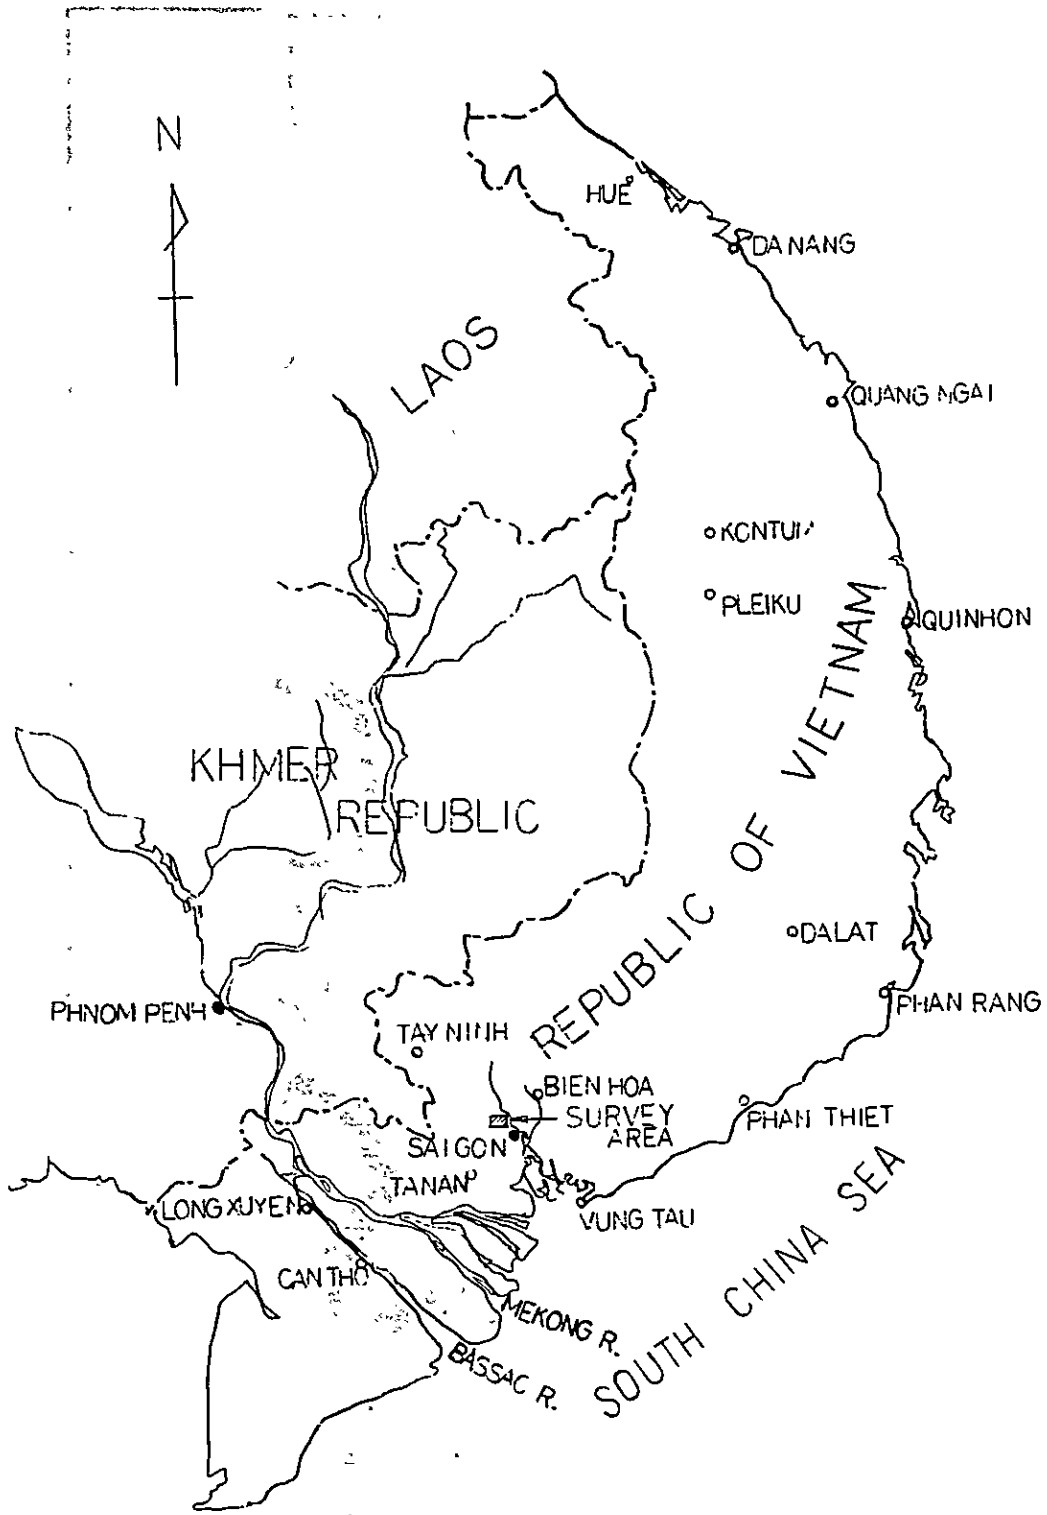 N
HUE
DA NANG
LAOS
QUANG NGAI
KONTUM
PLEIKU
QUINHON
KHMER
REPUBLIC
REPUBLIC OF VIETNAM
DALAT
PHNOM PENH
PHAN RANG
TAY NINH
BIEN HOA
SURVEY
AREA
PHAN THIET
SAIGON
TANAN
LONG XUYEN
VUNG TAU
CAN THO
MEKONG R.
BASSAC R.
SOUTH CHINA SEA